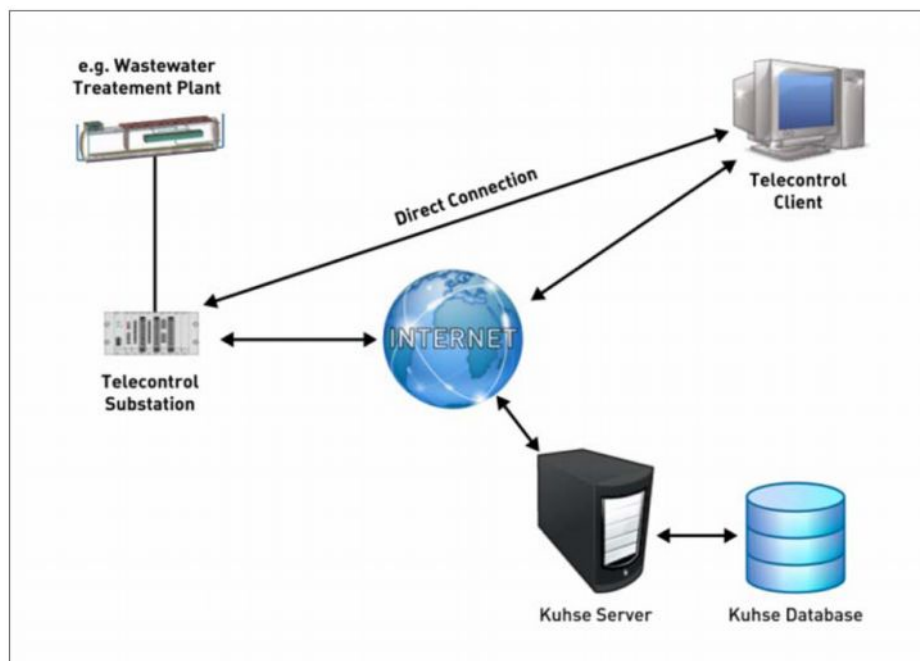 e.g. Wastewater
Treatement Plant
Telecontrol
Client
Direct Connection
INTERNET
Telecontrol
Substation
Kuhse Server
Kuhse Database